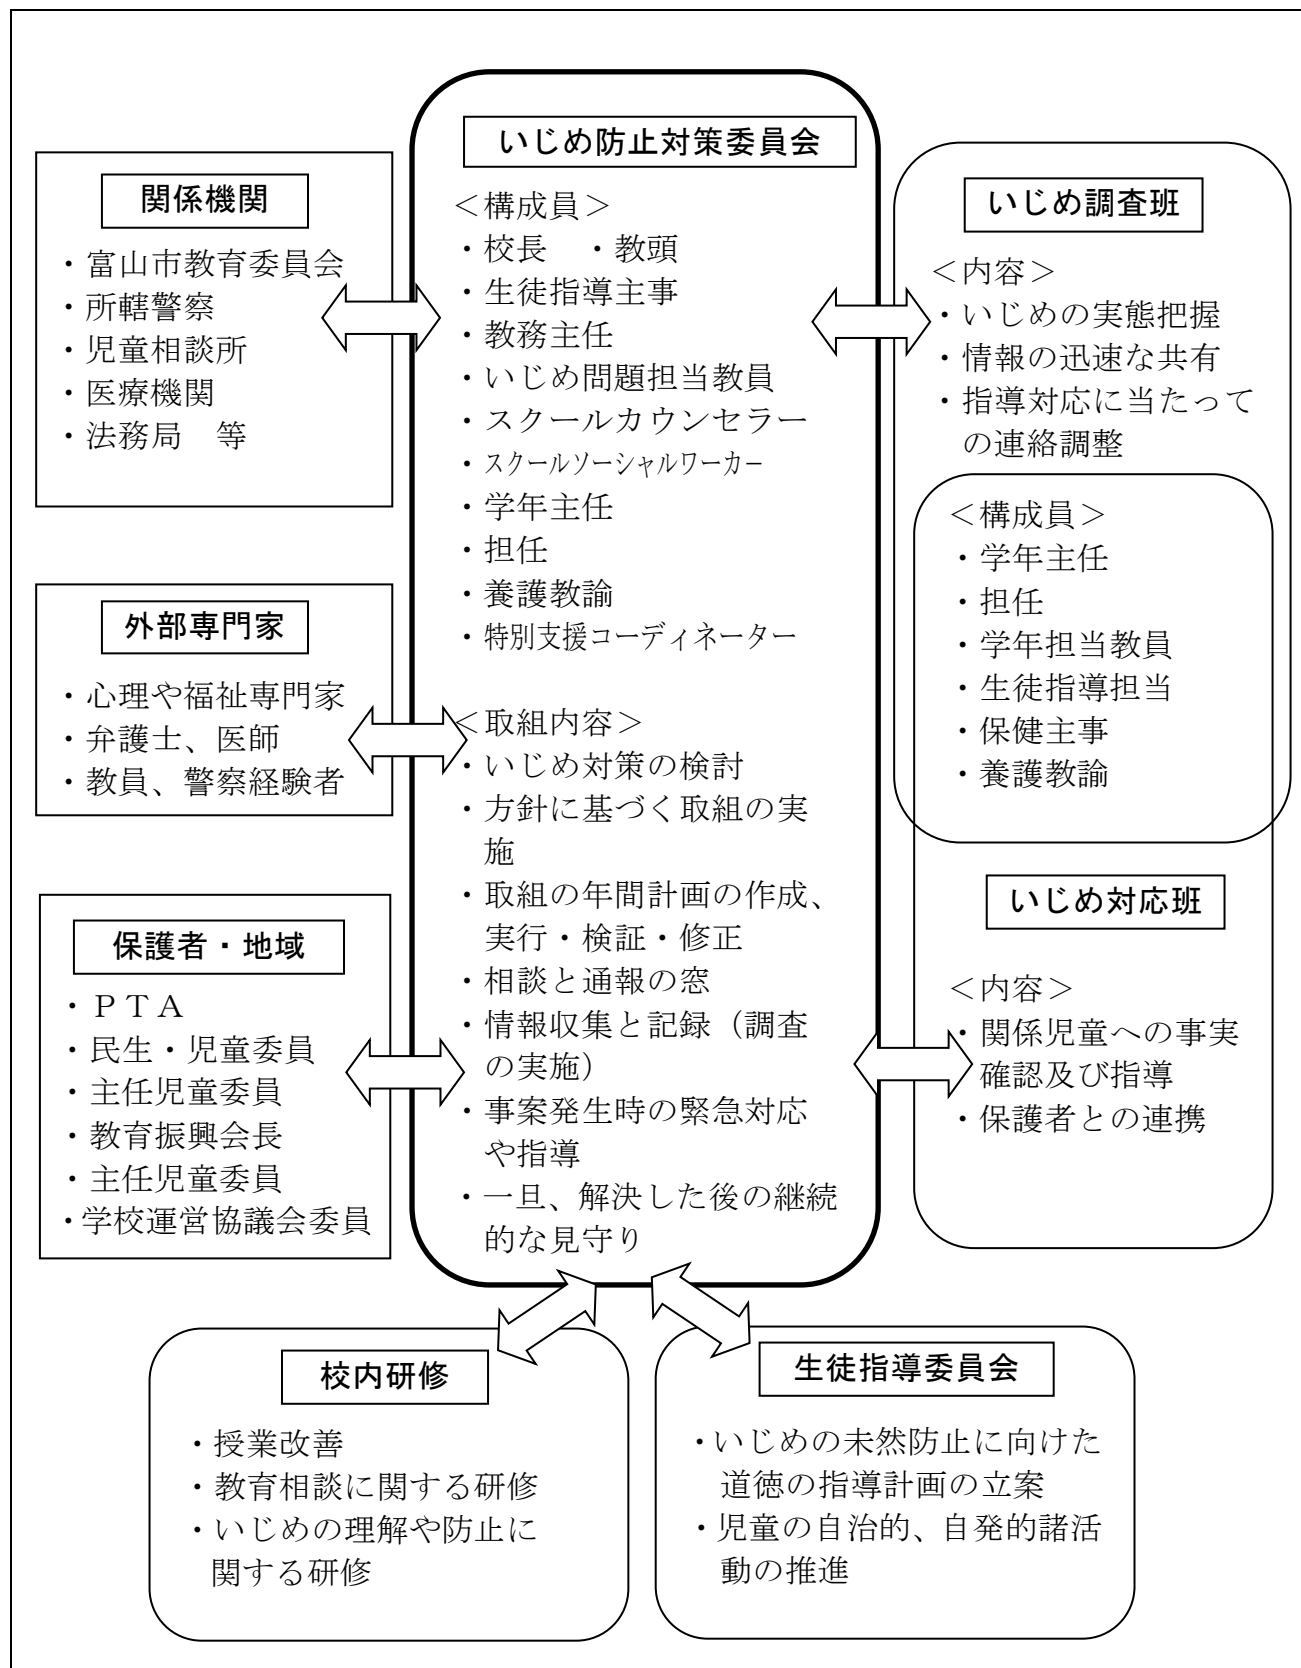 いじめ防止対策委員会
＜構成員＞
・校長　・教頭
・生徒指導主事
・教務主任
・いじめ問題担当教員
・スクールカウンセラー
・スクールソーシャルワーカー
・学年主任
・担任
・養護教諭
・特別支援コーディネーター
＜取組内容＞
・いじめ対策の検討
・方針に基づく取組の実
施
・取組の年間計画の作成、
実行・検証・修正
・相談と通報の窓
・情報収集と記録（調査
の実施）
・事案発生時の緊急対応
や指導
・一旦、解決した後の継続
的な見守り
関係機関
・富山市教育委員会
・所轄警察
・児童相談所
・医療機関
・法務局　等
外部専門家
・心理や福祉専門家
・弁護士、医師
・教員、警察経験者
保護者・地域
・ＰＴＡ
・民生・児童委員
・主任児童委員
・教育振興会長
・主任児童委員
・学校運営協議会委員
いじめ調査班
＜内容＞
・いじめの実態把握
・情報の迅速な共有
・指導対応に当たって
の連絡調整
＜構成員＞
・学年主任
・担任
・学年担当教員
・生徒指導担当
・保健主事
・養護教諭
いじめ対応班
＜内容＞
・関係児童への事実
確認及び指導
・保護者との連携
校内研修
・授業改善
・教育相談に関する研修
・いじめの理解や防止に
関する研修
生徒指導委員会
・いじめの未然防止に向けた
道徳の指導計画の立案
・児童の自治的、自発的諸活
動の推進